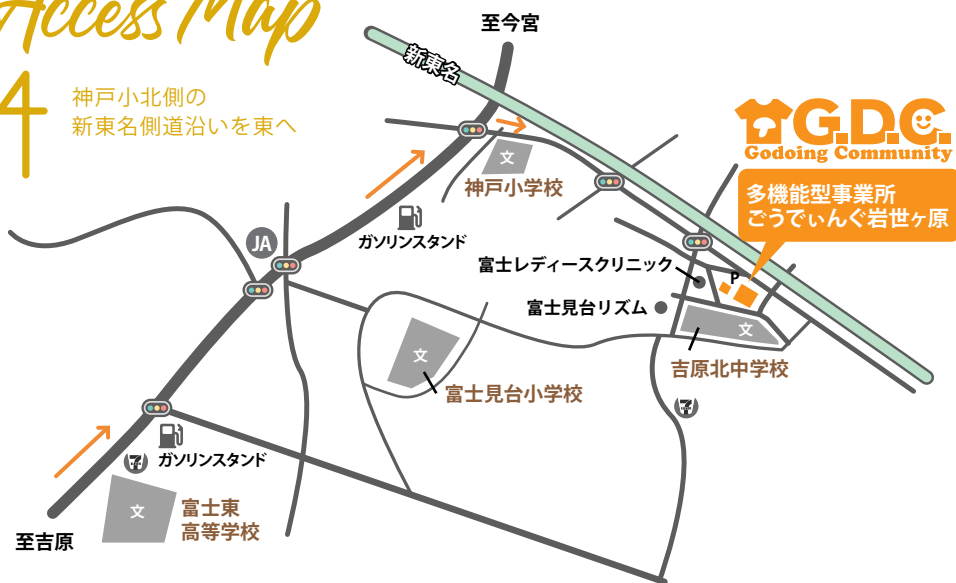 Access Map
4
神戸小北側の
新東名側道沿いを東へ
至今宮
新東名
G.D.C.
Godoing Community
多機能型事業所
ごうでぃんぐ岩世ヶ原
文
神戸小学校
JA
ガソリンスタンド
富士レディースクリニック
P
富士見台リズム
文
吉原北中学校
文
富士見台小学校
7
7
ガソリンスタンド
文
富士東
高等学校
至吉原